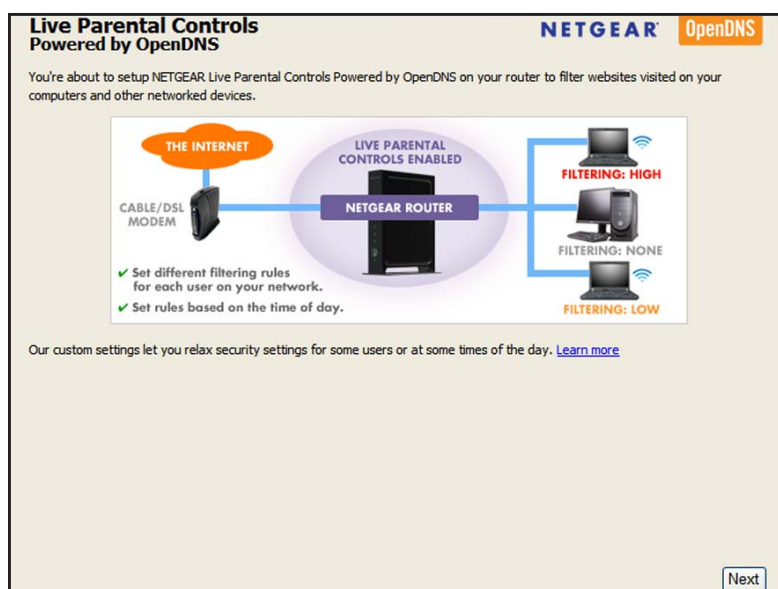 Live Parental Controls
Powered by OpenDNS
NETGEAR
OpenDNS
You're about to setup NETGEAR Live Parental Controls Powered by OpenDNS on your router to filter websites visited on your
computers and other networked devices.
THE INTERNET
CABLE/DSL
MODEM
LIVE PARENTAL
CONTROLS ENABLED
NETGEAR ROUTER
FILTERING: HIGH
FILTERING: NONE
FILTERING: LOW
✔ Set different filtering rules
for each user on your network.
✔ Set rules based on the time of day.
Our custom settings let you relax security settings for some users or at some times of the day. Learn more
Next